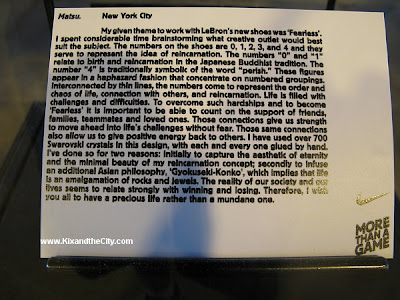 Matsu. New York City
My given theme to work with LeBron's new shoes was 'Fearless'.
I spent considerable time brainstorming what creative outlet would best
suit the subject. The numbers on the shoes are 0, 1, 2, 3, and 4 and they
serve to represent the idea of reincarnation. The numbers "0" and "1"
relate to birth and reincarnation in the Japanese Buddhist tradition. The
number "4" is traditionally symbolic of the word "perish." These figures
appear in a haphazard fashion that concentrate on numbered groupings.
Interconnected by thin lines, the numbers come to represent the order and
chaos of life, connection with others, and reincarnation. Life is filled with
challenges and difficulties. To overcome such hardships and to become
'Fearless' it is important to be able to count on the support of friends,
families, teammates and loved ones. Those connections give us strength
to move ahead into life's challenges without fear. Those same connections
also allow us to give positive energy back to others. I have used over 700
Swarovski crystals in this design, with each and every one glued by hand.
I've done so for two reasons: initially to capture the aesthetic of eternity
and the minimal beauty of my reincarnation concept; secondly to infuse
an additional Asian philosophy, 'Gyokuseki-Konko', which implies that life
is an amalgamation of rocks and jewels. The reality of our society and our
lives seems to relate strongly with winning and losing. Therefore, I wish
you all to have a precious life rather than a mundane one.
www.KixandtheCity.com
MORE
THAN A
GAME